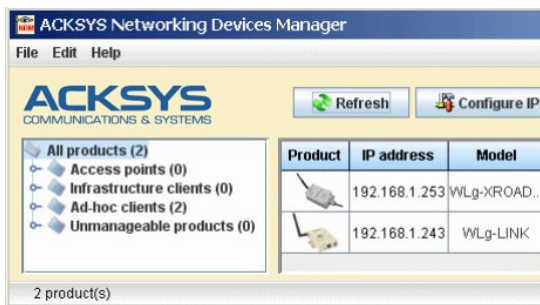 ACKSYS Networking Devices Manager
File Edit Help
ACKSYS
COMMUNICATIONS & SYSTEMS
Refresh
Configure IP
All products (2)
Access points (0)
Infrastructure clients (0)
Ad-hoc clients (2)
Unmanageable products (0)
Product IP address Model
192.168.1.253 WLg-XROAD..
192.168.1.243 WLg-LINK
2 product(s)